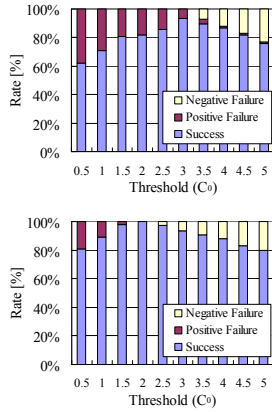 100%
80%
60%
40%
20%
0%
Rate [%]
Negative Failure
Positive Failure
Success
0.5 1 1.5 2 2.5 3 3.5 4 4.5 5
Threshold (C0)
100%
80%
60%
40%
20%
0%
Rate [%]
Negative Failure
Positive Failure
Success
0.5 1 1.5 2 2.5 3 3.5 4 4.5 5
Threshold (C0)